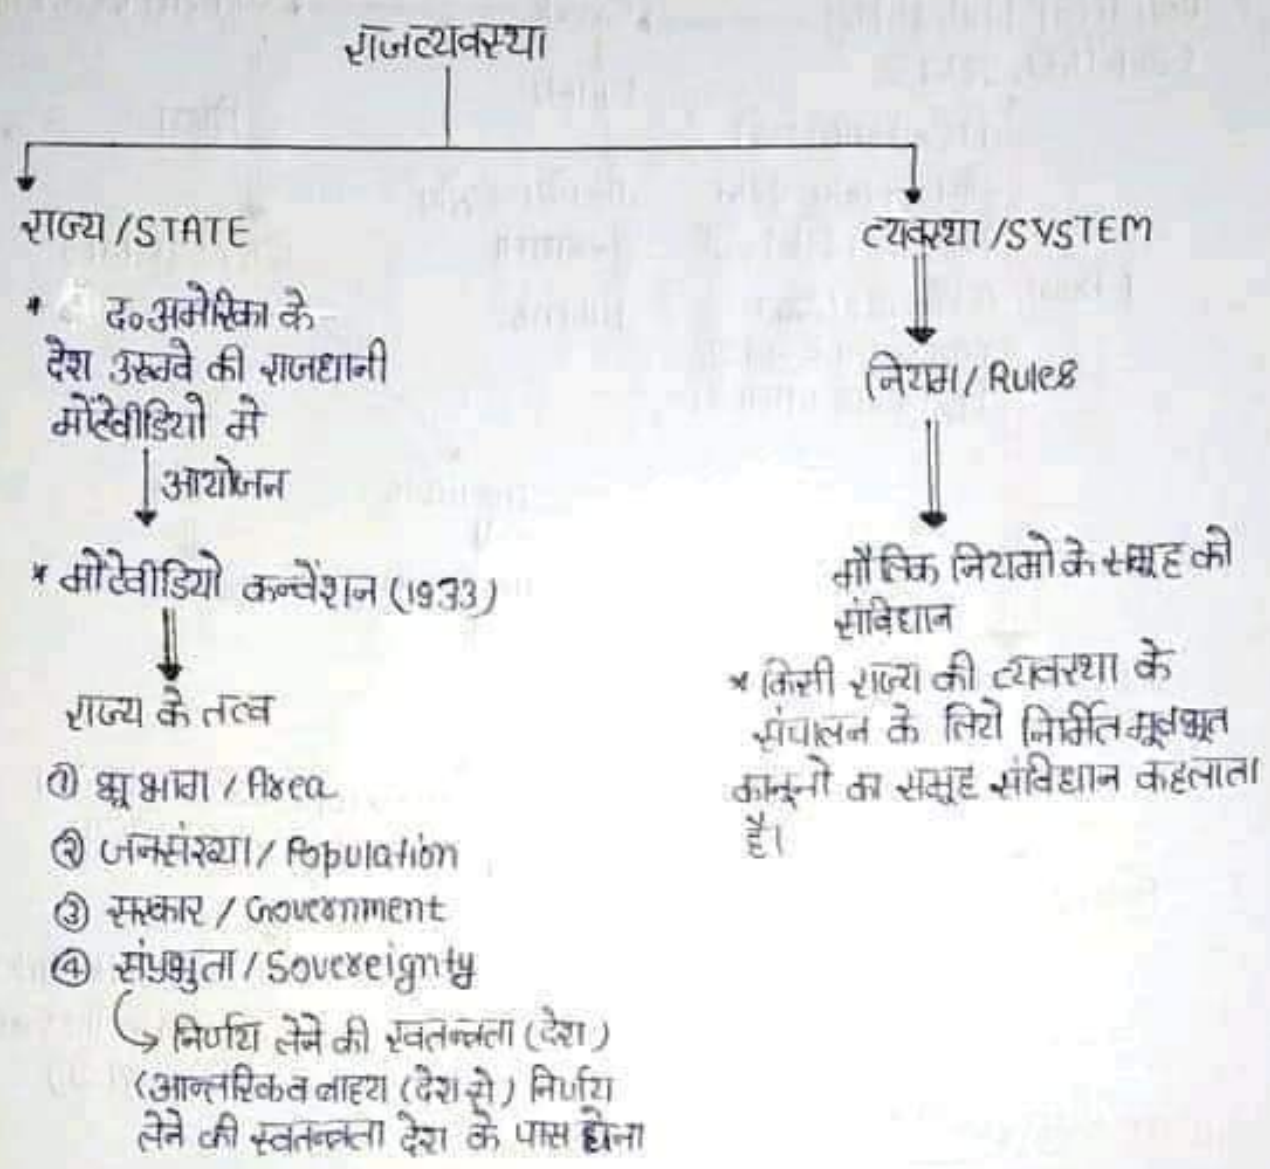 राजव्यवस्था
राज्य / STATE
* द० अमेरिका के
देश उरुग्वे की राजधानी
मोंटेवीडियो मे
आयोजन
* मोंटेवीडियो कन्वेंशन (1933)
राज्य के तत्व
① भू भाग / Area
② जनसंख्या / Population
③ सरकार / Government
④ संप्रभुता / Sovereignty
निर्णय लेने की स्वतन्त्रता (देश)
(आन्तरिक व बाह्य (देश से) निर्णय
लेने की स्वतन्त्रता देश के पास होना
व्यवस्था / SYSTEM
नियम / Rules
मौलिक नियमो के समूह को
संविधान
* किसी राज्य की व्यवस्था के
संचालन के लिये निर्मित मूलभूत
कानूनो का समूह संविधान कहलाता
है।